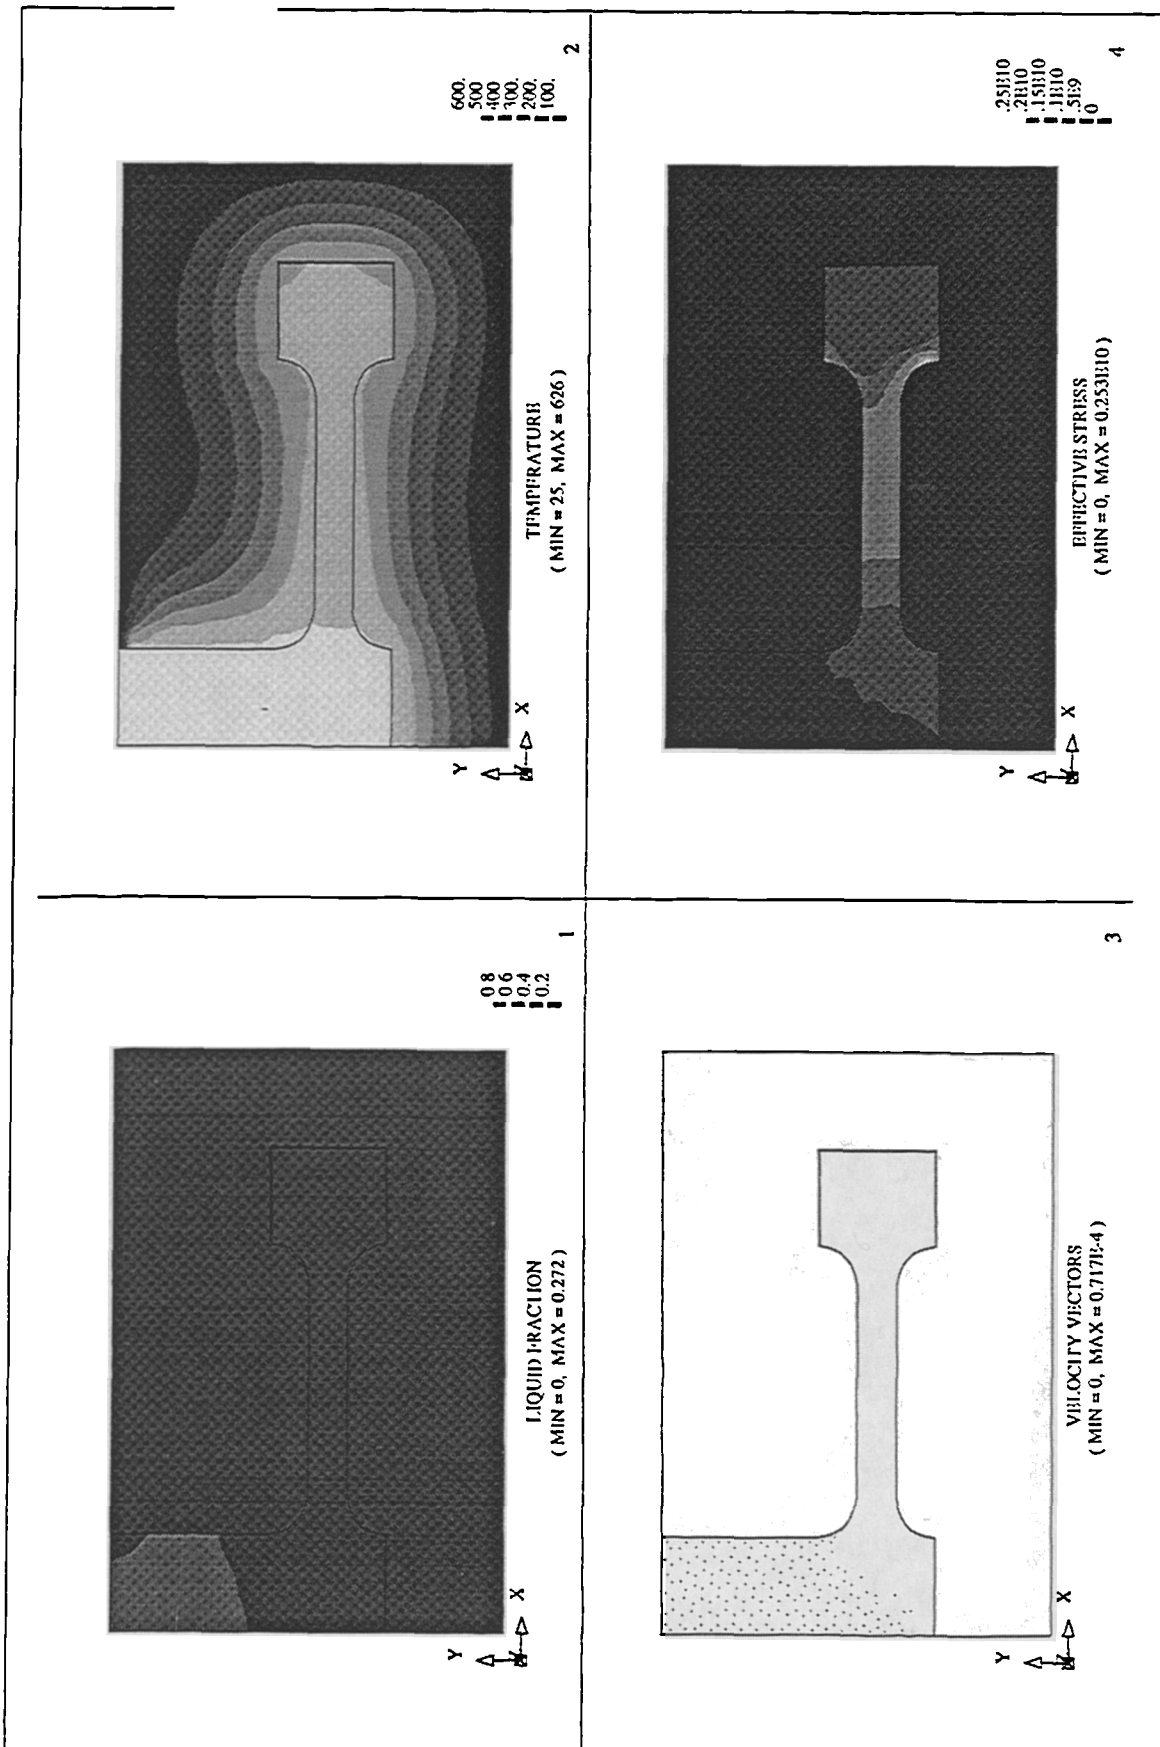 0.8
0.6
0.4
0.2
1
Y
X
LIQUID FRACTION
( MIN = 0, MAX = 0.272 )
600.
500
400
300.
200.
100.
2
Y
X
TEMPERATURE
( MIN = 25, MAX = 626 )
3
Y
X
VELOCITY VECTORS
( MIN = 0, MAX = 0.717E-4 )
.25E10
.2E10
.15E10
.1E10
.5E9
0
4
Y
X
EFFECTIVE STRESS
( MIN = 0, MAX = 0.253E10 )